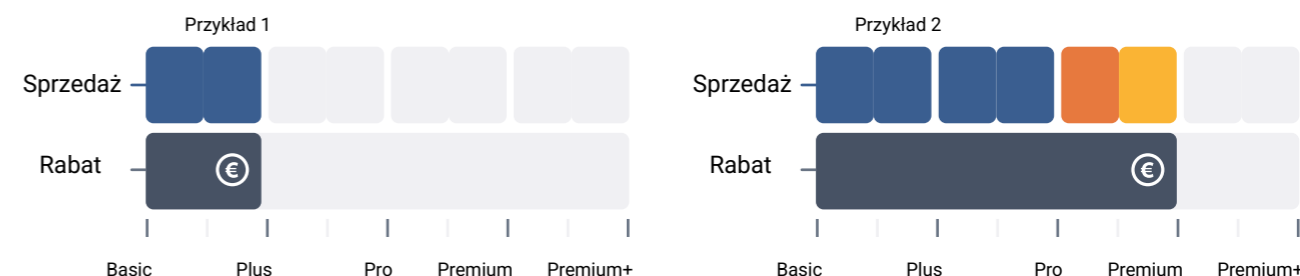 Przykład 1
Sprzedaż
Rabat
€
Basic Plus Pro Premium Premium+
Przykład 2
Sprzedaż
Rabat
€
Basic Plus Pro Premium Premium+